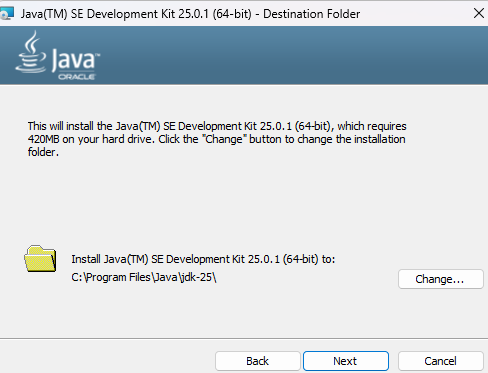 Java(TM) SE Development Kit 25.0.1 (64-bit) - Destination Folder
Java™
ORACLE
This will install the Java(TM) SE Development Kit 25.0.1 (64-bit), which requires
420MB on your hard drive. Click the "Change" button to change the installation
folder.
Install Java(TM) SE Development Kit 25.0.1 (64-bit) to:
C:\Program Files\Java\jdk-25\
Change...
Back
Next
Cancel